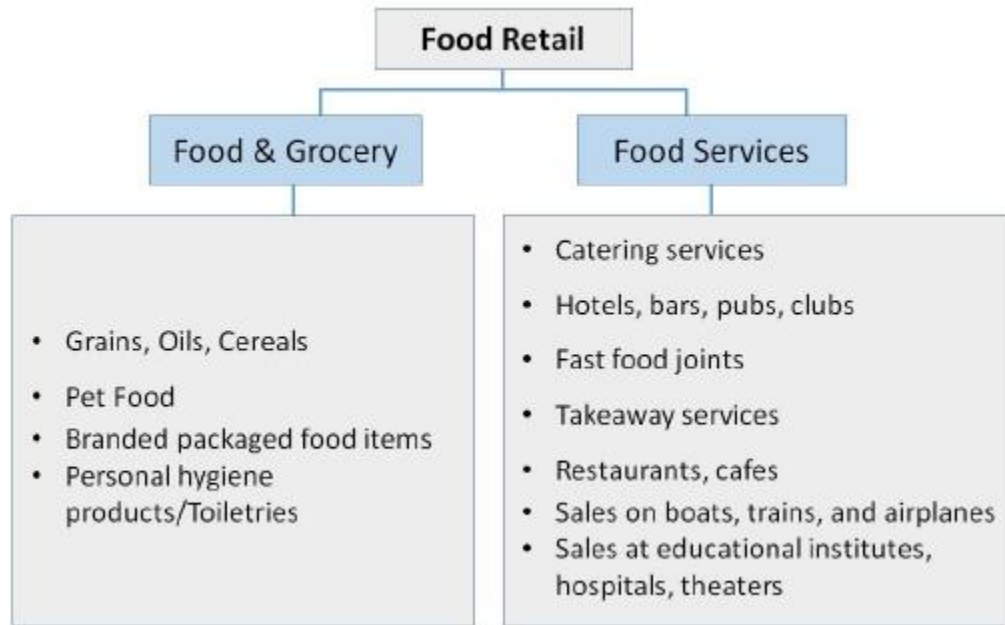 Food Retail
Food & Grocery
Food Services
• Grains, Oils, Cereals
• Pet Food
• Branded packaged food items
• Personal hygiene
products/Toiletries
• Catering services
• Hotels, bars, pubs, clubs
• Fast food joints
• Takeaway services
• Restaurants, cafes
• Sales on boats, trains, and airplanes
• Sales at educational institutes,
hospitals, theaters